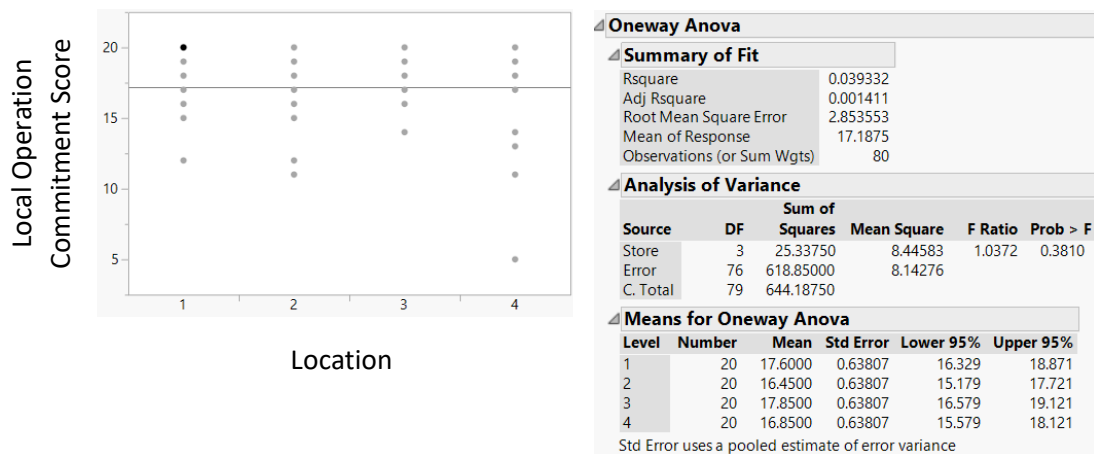 Local Operation
Commitment Score
20
15
10
5
1 2 3 4
Location
Oneway Anova
Summary of Fit
Rsquare 0.039332
Adj Rsquare 0.001411
Root Mean Square Error 2.853553
Mean of Response 17.1875
Observations (or Sum Wgts) 80
Analysis of Variance
Sum of
Source DF Squares Mean Square F Ratio Prob > F
Store 3 25.33750 8.44583 1.0372 0.3810
Error 76 618.85000 8.14276
C. Total 79 644.18750
Means for Oneway Anova
Level Number Mean Std Error Lower 95% Upper 95%
1 20 17.6000 0.63807 16.329 18.871
2 20 16.4500 0.63807 15.179 17.721
3 20 17.8500 0.63807 16.579 19.121
4 20 16.8500 0.63807 15.579 18.121
Std Error uses a pooled estimate of error variance